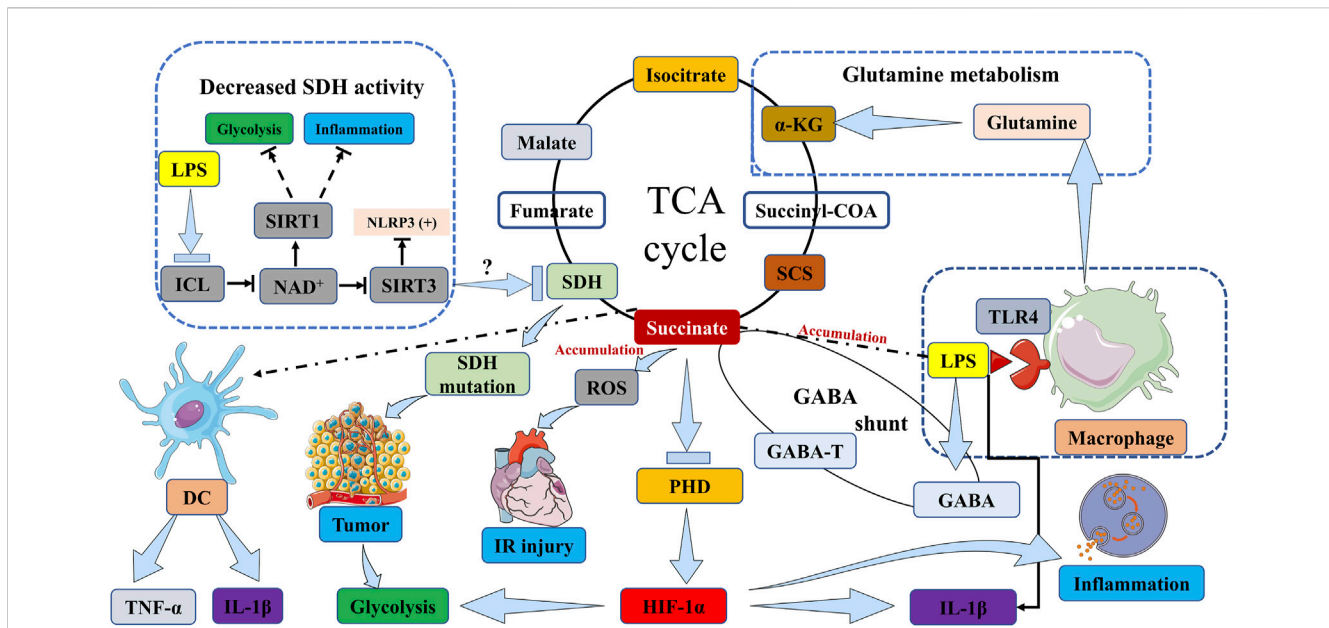 Decreased SDH activity
Glycolysis
Inflammation
LPS
SIRT1
NLRP3 (+)
ICL
NAD⁺
SIRT3
?
Isocitrate
Malate
Fumarate
TCA
cycle
α-KG
Succinyl-COA
SCS
SDH
Succinate
Glutamine metabolism
Glutamine
TLR4
LPS
Macrophage
Accumulation
Accumulation
SDH
mutation
ROS
GABA
shunt
GABA-T
GABA
PHD
DC
Tumor
IR injury
Inflammation
TNF-α
IL-1β
Glycolysis
HIF-1α
IL-1β